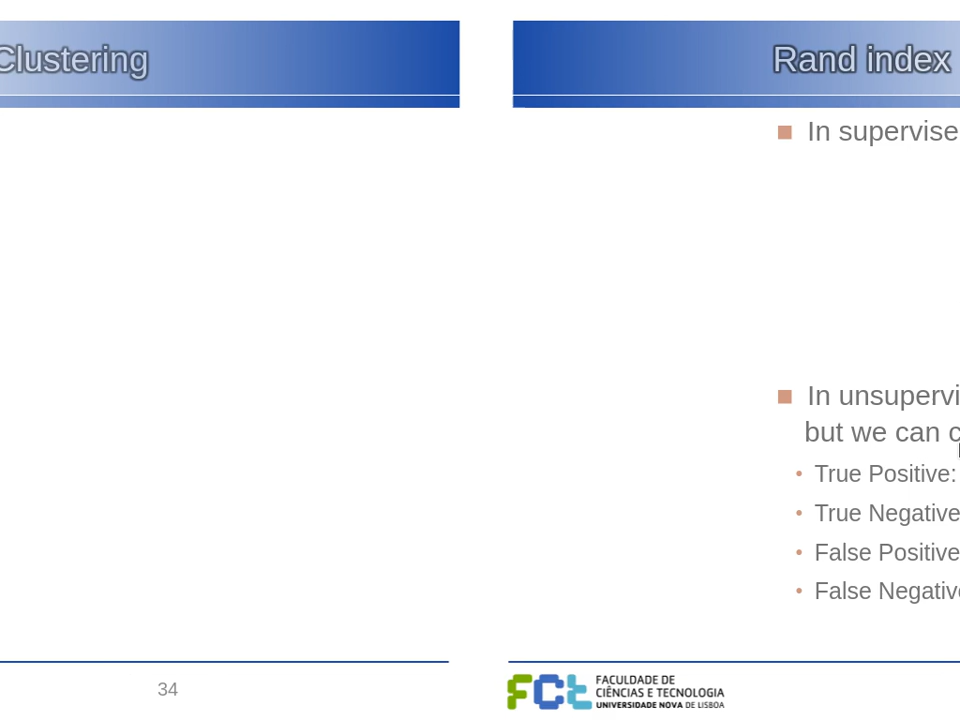 Clustering
34
Rand index
In supervise
In unsupervi
but we can c
True Positive:
True Negative
False Positive
False Negativ
FCt FACULDADE DE
CIÊNCIAS E TECNOLOGIA
UNIVERSIDADE NOVA DE LISBOA